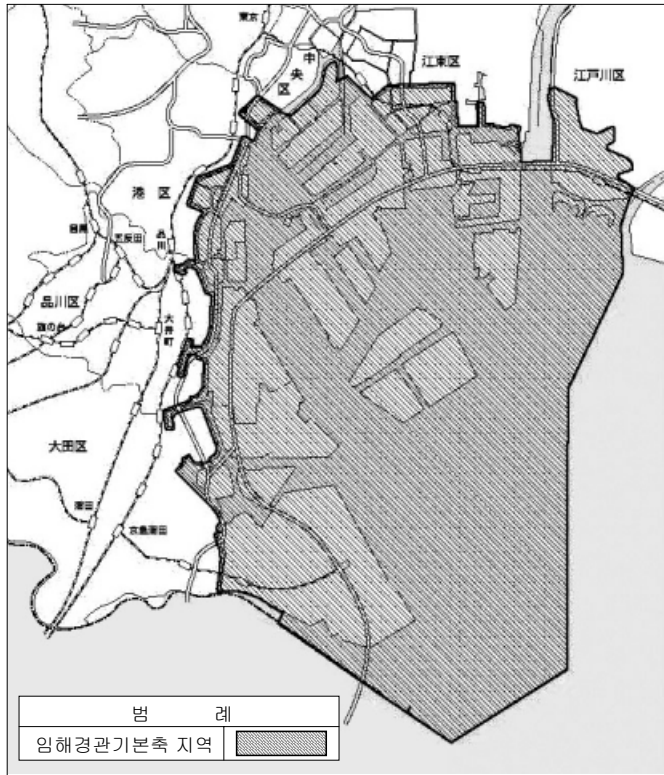 東京
中央区
江東区
江戸川区
港区
目黒
五反田
品川
品川区
旗の台
大井町
大田区
蒲田
京急蒲田
범 례
임해경관기본축 지역